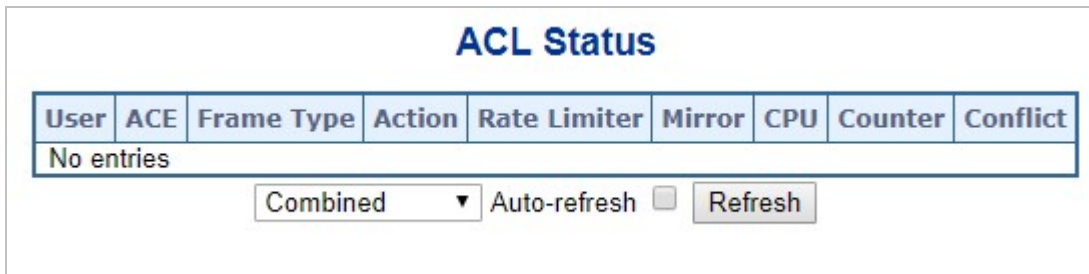 ACL Status
User ACE Frame Type Action Rate Limiter Mirror CPU Counter Conflict
No entries
Combined Auto-refresh Refresh